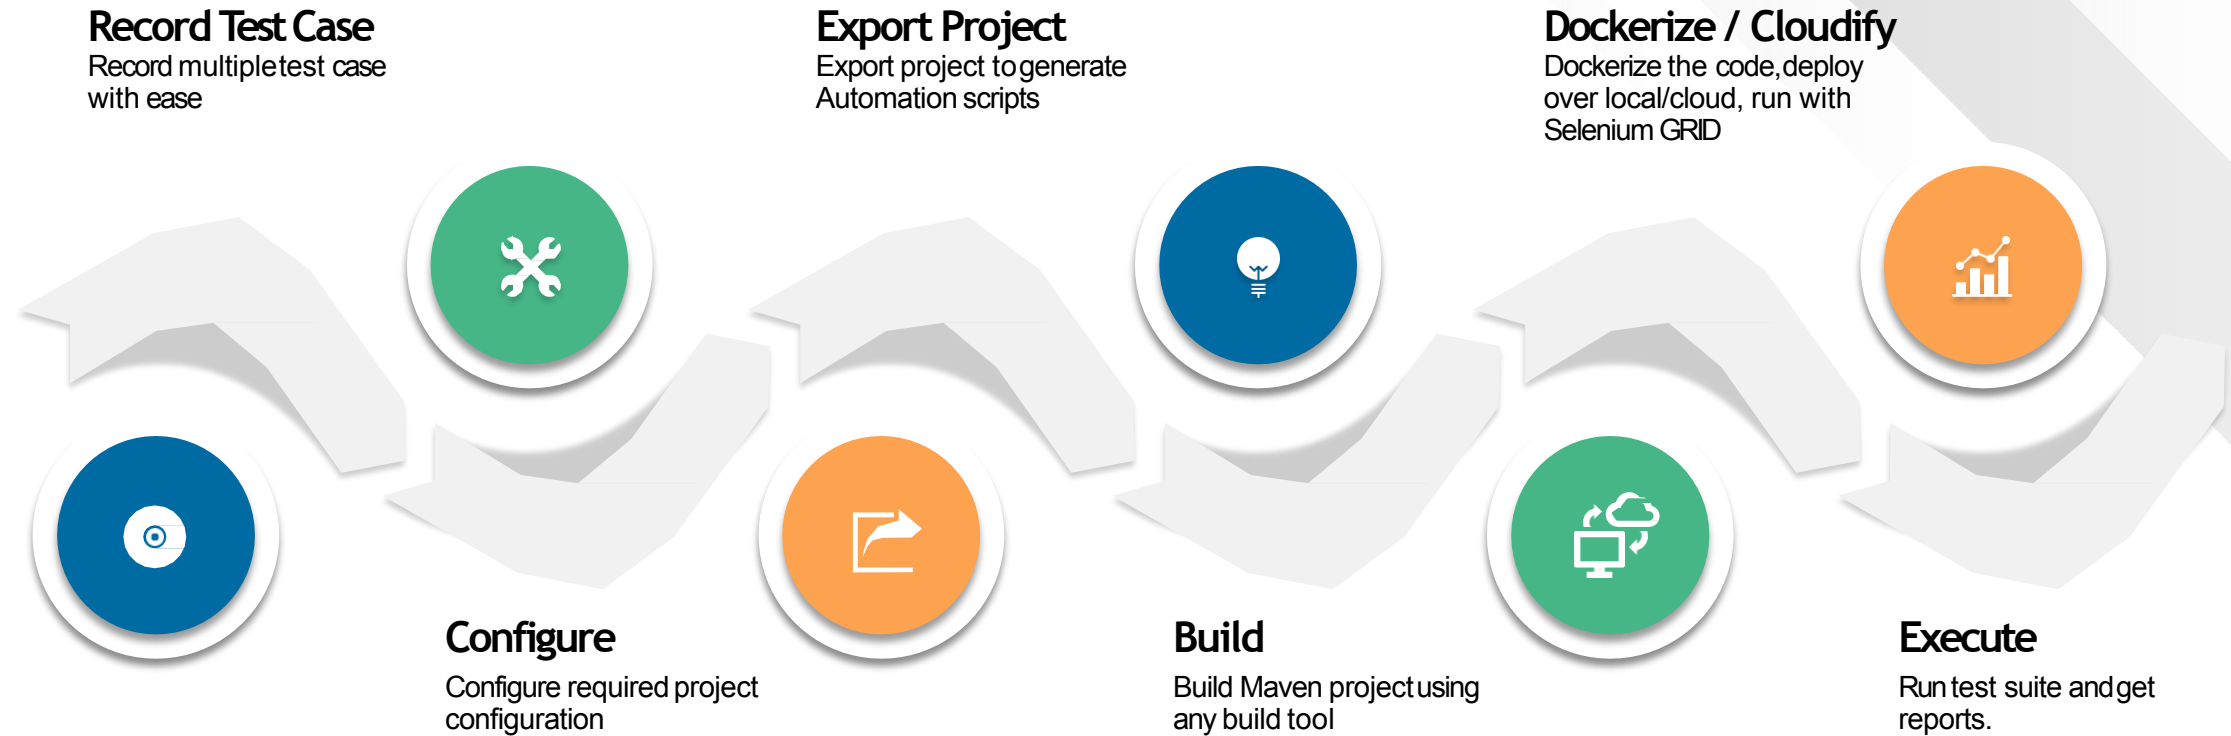 Record Test Case
Record multiple test case
with ease
Configure
Configure required project
configuration
Export Project
Export project to generate
Automation scripts
Build
Build Maven project using
any build tool
Dockerize / Cloudify
Dockerize the code, deploy
over local/cloud, run with
Selenium GRID
Execute
Run test suite and get
reports.